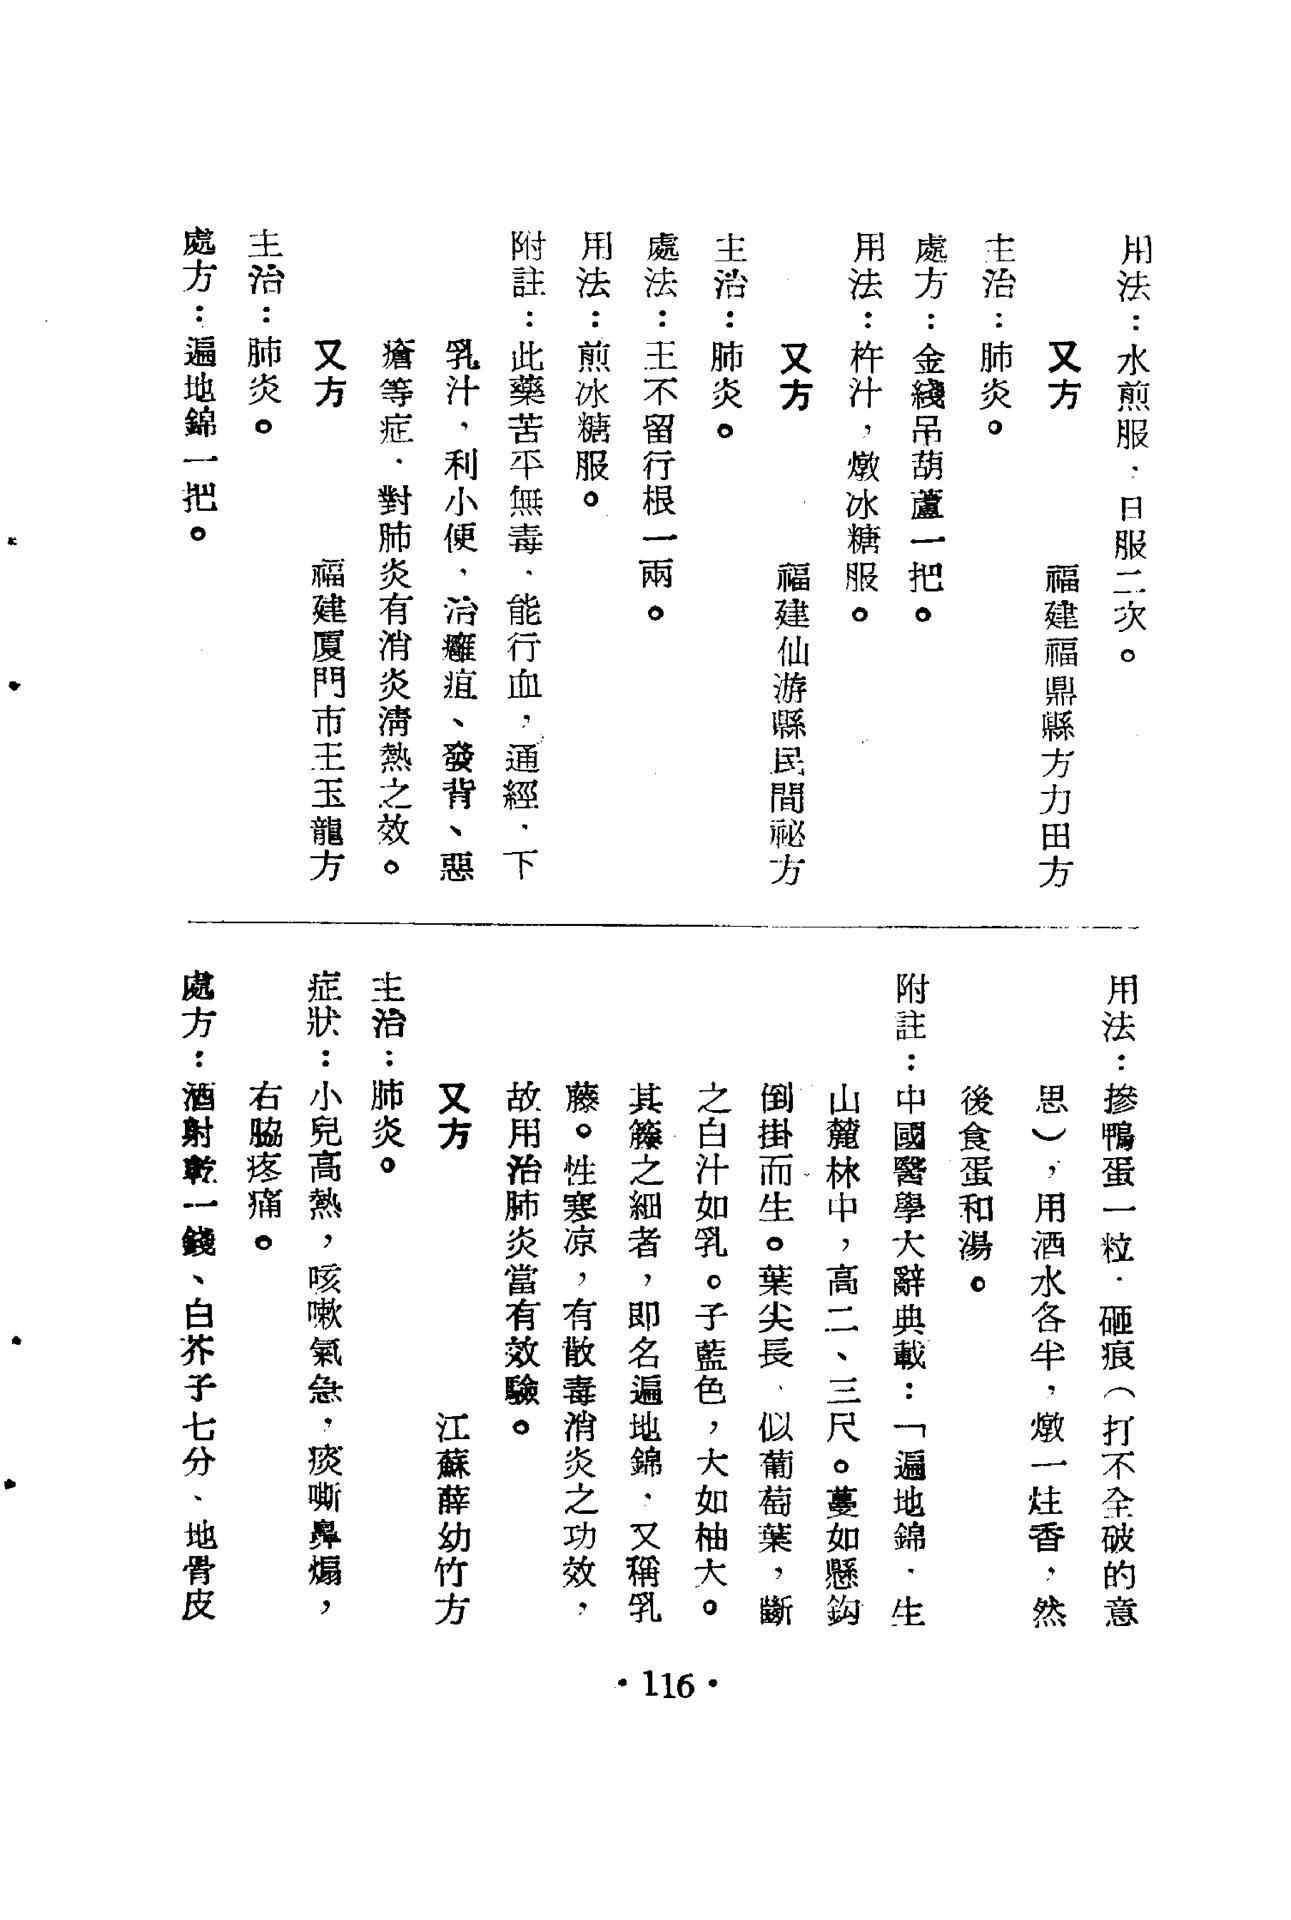 用法：水煎服，日服二次。
又方　福建福鼎縣方力田方
主治：肺炎。
處方：金綫吊葫蘆一把。
用法：杵汁，燉冰糖服。
又方　福建仙游縣民間祕方
主治：肺炎。
處法：王不留行根一兩。
用法：煎冰糖服。
附註：此藥苦平無毒，能行血，通經，下
乳汁，利小便，治癰疽、發背、惡
瘡等症，對肺炎有消炎淸熱之效。
又方　福建厦門市王玉龍方
主治：肺炎。
處方：遍地錦一把。
用法：摻鴨蛋一粒，砸痕（打不全破的意
思），用酒水各半，燉一炷香，然
後食蛋和湯。
附註：中國醫學大辭典載：「遍地錦，生
山麓林中，高二、三尺。蔓如懸鈎
倒掛而生。葉尖長，似葡萄葉，斷
之白汁如乳。子藍色，大如柚大。
其籐之細者，即名遍地錦，又稱乳
藤。性寒凉，有散毒消炎之功效，
故用治肺炎當有效驗。
又方　江蘇薛幼竹方
主治：肺炎。
症狀：小兒高熱，咳嗽氣急，痰嘶鼻煽，
右脇疼痛。
處方：酒射乾一錢、白芥子七分、地骨皮
·116·